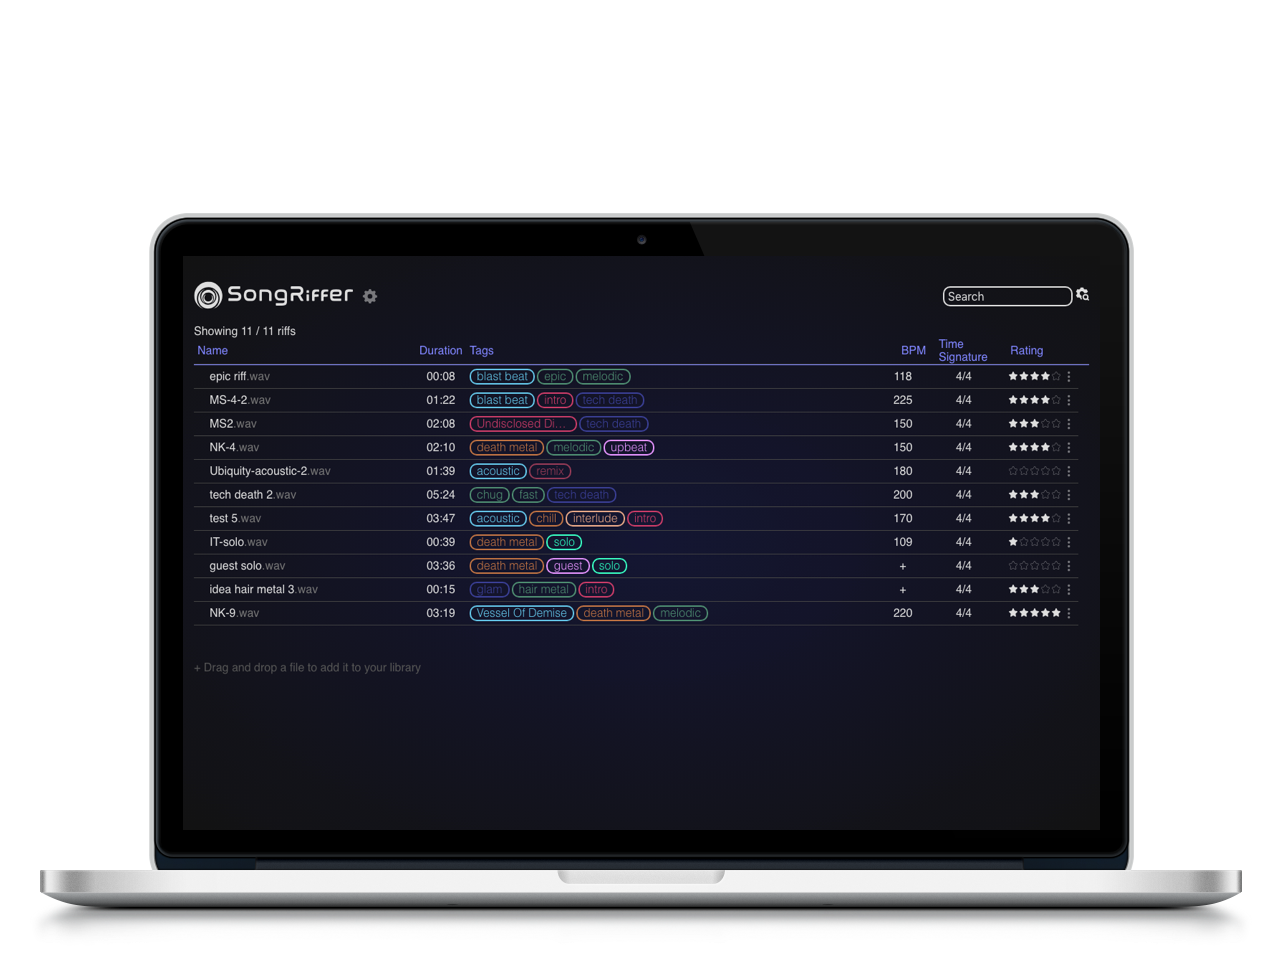 SongRiffer
Search
Showing 11 / 11 riffs
Name Duration Tags BPM Time Signature Rating
epic riff.wav 00:08 blast beat epic melodic 118 4/4
MS-4-2.wav 01:22 blast beat intro tech death 225 4/4
MS2.wav 02:08 Undisclosed Di... tech death 150 4/4
NK-4.wav 02:10 death metal melodic upbeat 150 4/4
Ubiquity-acoustic-2.wav 01:39 acoustic remix 180 4/4
tech death 2.wav 05:24 chug fast tech death 200 4/4
test 5.wav 03:47 acoustic chill interlude intro 170 4/4
IT-solo.wav 00:39 death metal solo 109 4/4
guest solo.wav 03:36 death metal guest solo + 4/4
idea hair metal 3.wav 00:15 glam hair metal intro + 4/4
NK-9.wav 03:19 Vessel Of Demise death metal melodic 220 4/4
+ Drag and drop a file to add it to your library